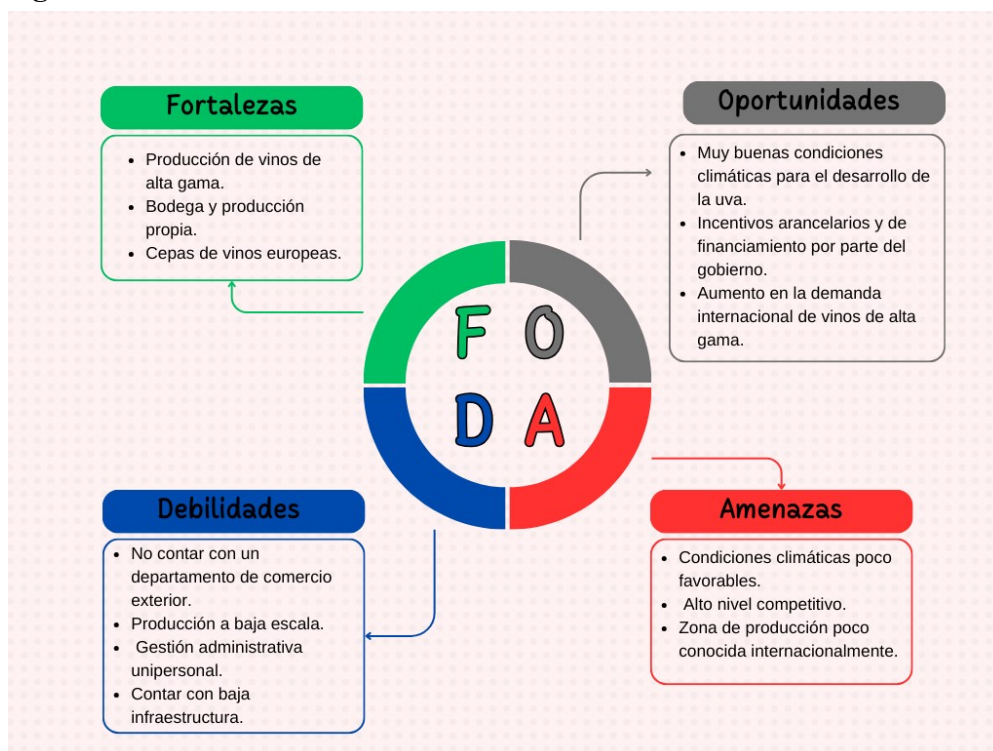 Fortalezas
• Producción de vinos de
alta gama.
• Bodega y producción
propia.
• Cepas de vinos europeas.
Oportunidades
• Muy buenas condiciones
climáticas para el desarrollo de
la uva.
• Incentivos arancelarios y de
financiamiento por parte del
gobierno.
• Aumento en la demanda
internacional de vinos de alta
gama.
F O
D A
Debilidades
• No contar con un
departamento de comercio
exterior.
• Producción a baja escala.
• Gestión administrativa
unipersonal.
• Contar con baja
infraestructura.
Amenazas
• Condiciones climáticas poco
favorables.
• Alto nivel competitivo.
• Zona de producción poco
conocida internacionalmente.